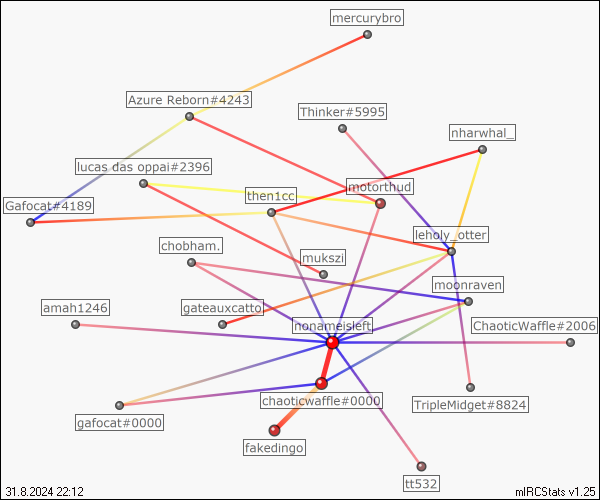 mercurybro
Azure Reborn#4243
Thinker#5995
nharwhal_
lucas das oppai#2396
motorthud
then1cc
Gafocat#4189
leholy_otter
chobham.
mukszi
moonraven
amah1246
gateauxcatto
nonameisleft
ChaoticWaffle#2006
chaoticwaffle#0000
TripleMidget#8824
gafocat#0000
fakedingo
tt532
31.8.2024 22:12
mIRCStats v1.25